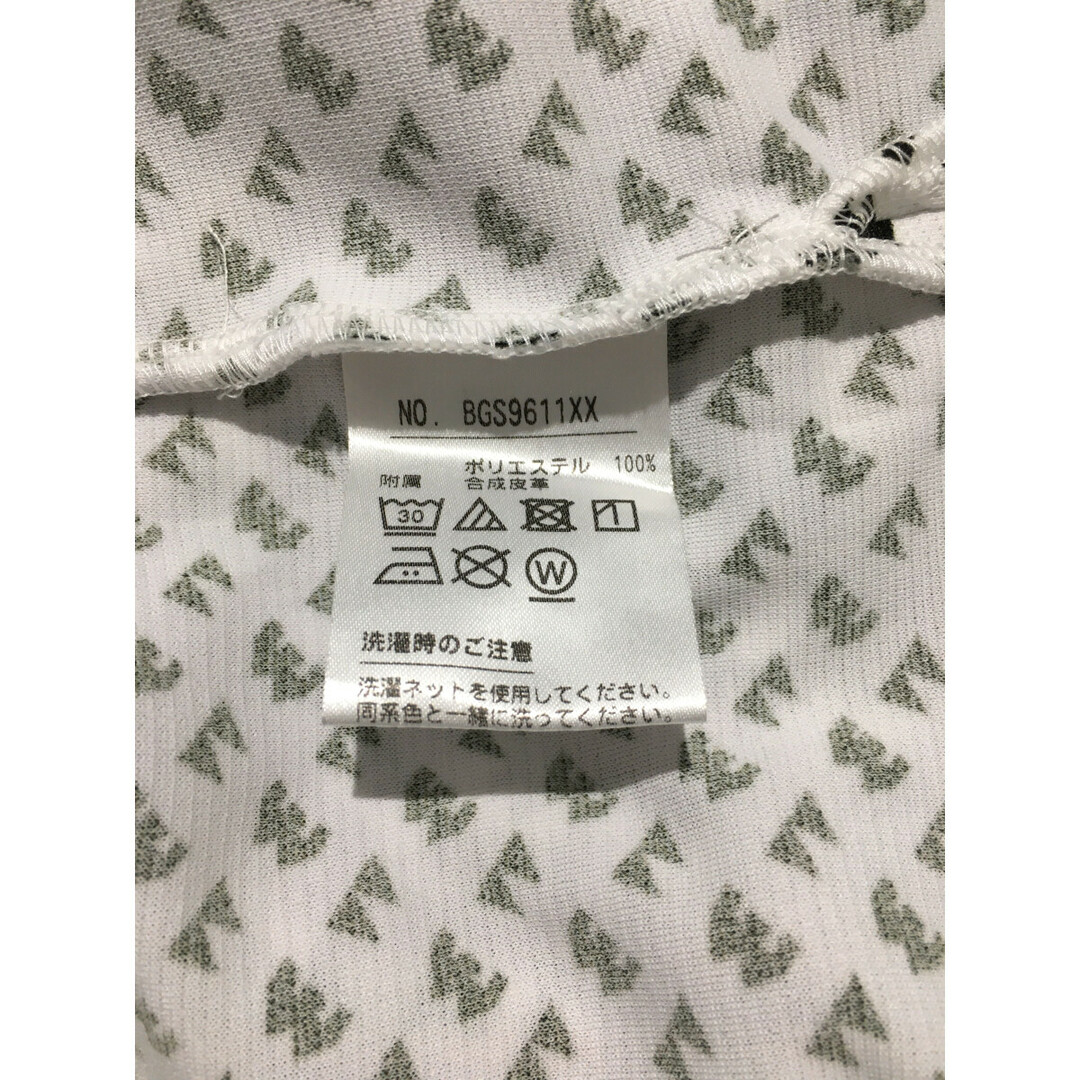 NO. BGS9611XX
ポリエステル 100%
附属 合成皮革
30
1
W
洗濯時のご注意
洗濯ネットを使用してください。
同系色と一緒に洗ってください。